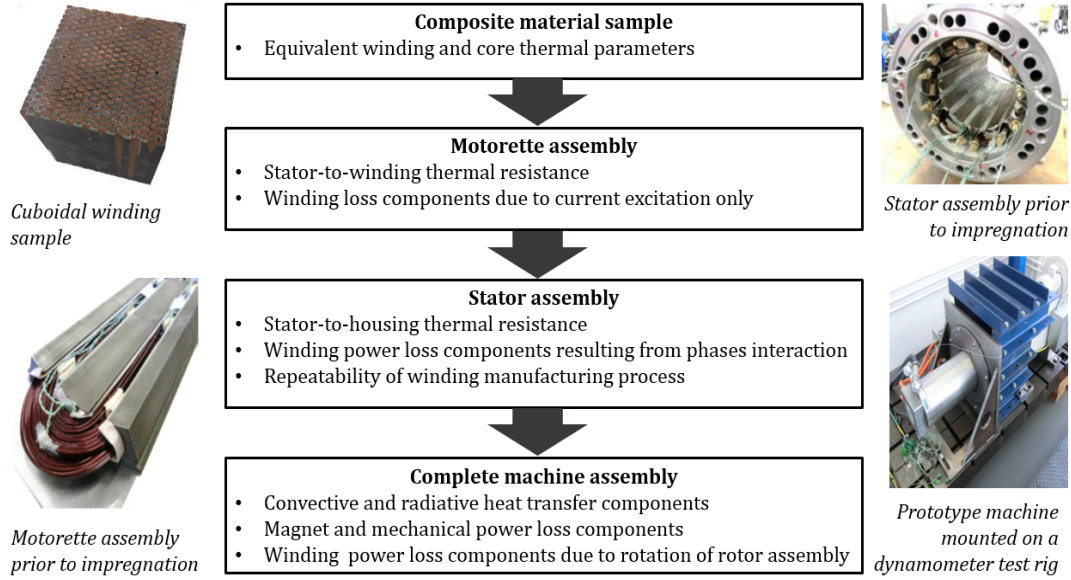 Composite material sample
• Equivalent winding and core thermal parameters
Motorette assembly
• Stator-to-winding thermal resistance
• Winding loss components due to current excitation only
Stator assembly
• Stator-to-housing thermal resistance
• Winding power loss components resulting from phases interaction
• Repeatability of winding manufacturing process
Complete machine assembly
• Convective and radiative heat transfer components
• Magnet and mechanical power loss components
• Winding power loss components due to rotation of rotor assembly
Cuboidal winding
sample
Motorette assembly
prior to impregnation
Stator assembly prior
to impregnation
Prototype machine
mounted on a
dynamometer test rig